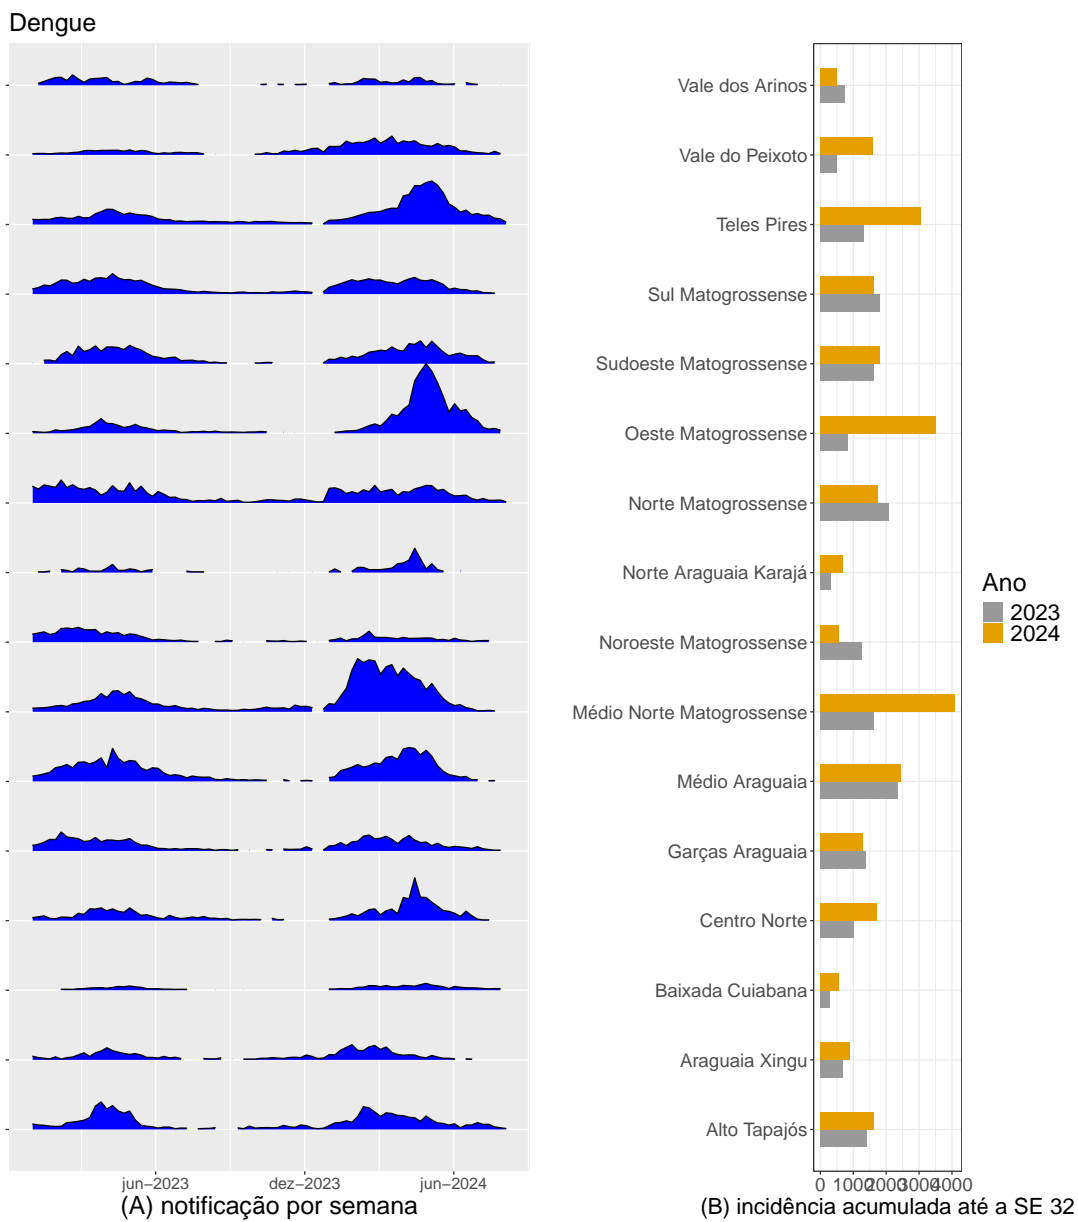 Dengue
Vale dos Arinos
Vale do Peixoto
Teles Pires
Sul Matogrossense
Sudoeste Matogrossense
Oeste Matogrossense
Norte Matogrossense
Norte Araguaia Karajá
Noroeste Matogrossense
Médio Norte Matogrossense
Médio Araguaia
Garças Araguaia
Centro Norte
Baixada Cuiabana
Araguaia Xingu
Alto Tapajós
Ano
2023
2024
jun−2023 dez−2023 jun−2024
0 1000 2000 3000 4000
(A) notificação por semana
(B) incidência acumulada até a SE 32